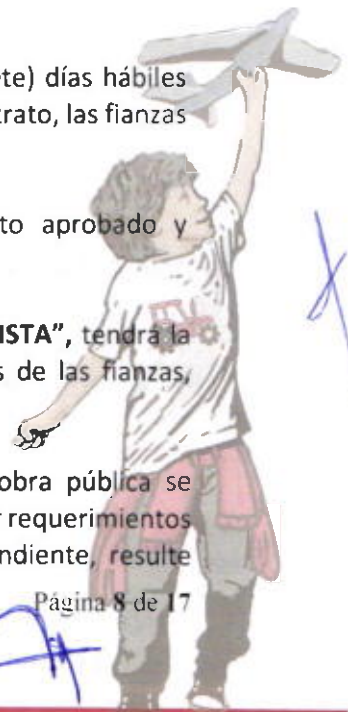 ete) días hábiles
trato, las fianzas
to aprobado y
ISTA", tendrá la
s de las fianzas,
obra pública se
r requerimientos
ndiente, resulte
Página 8 de 17